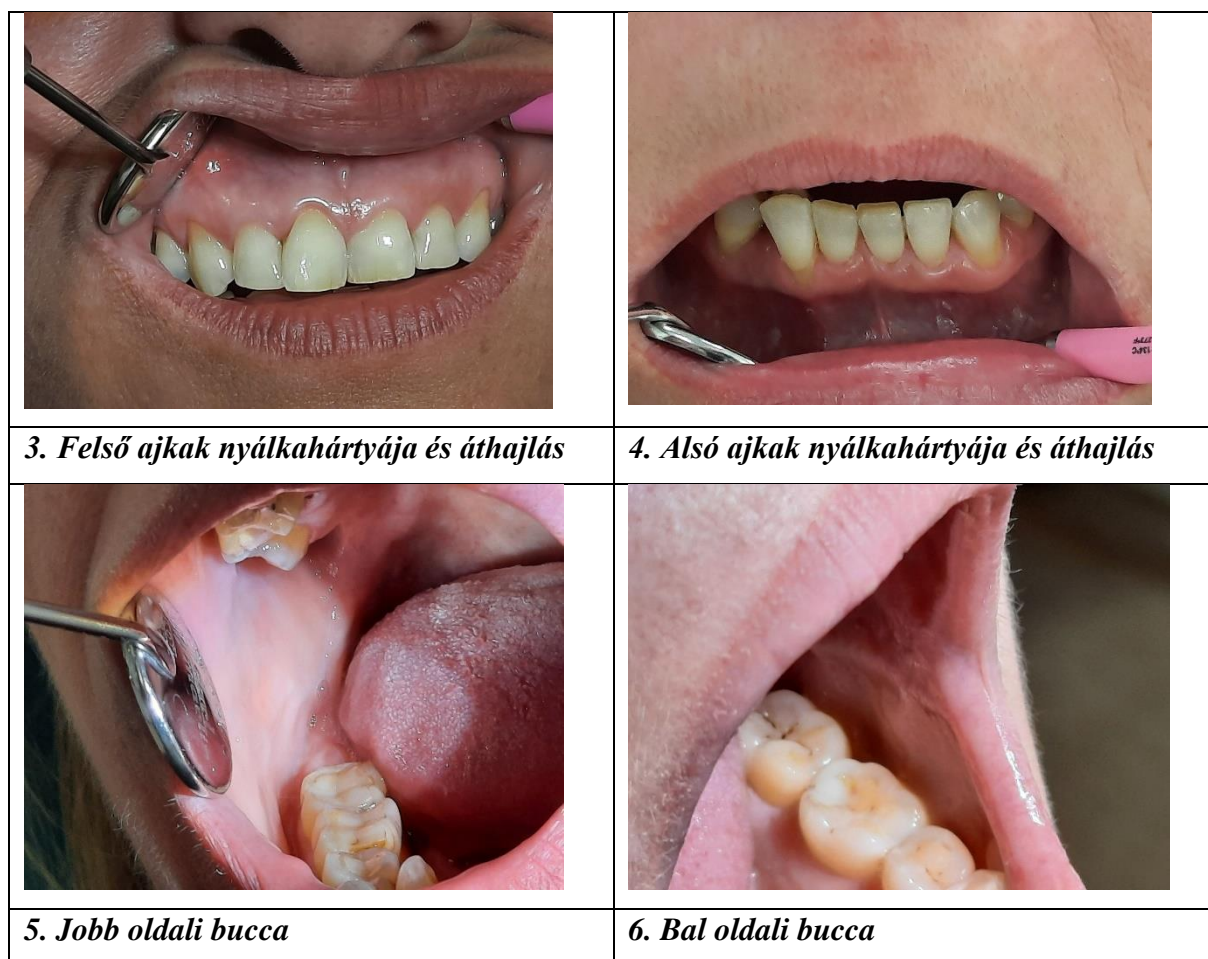 3. Felső ajkak nyálkahártyája és áthajlás
4. Alsó ajkak nyálkahártyája és áthajlás
5. Jobb oldali bucca
6. Bal oldali bucca